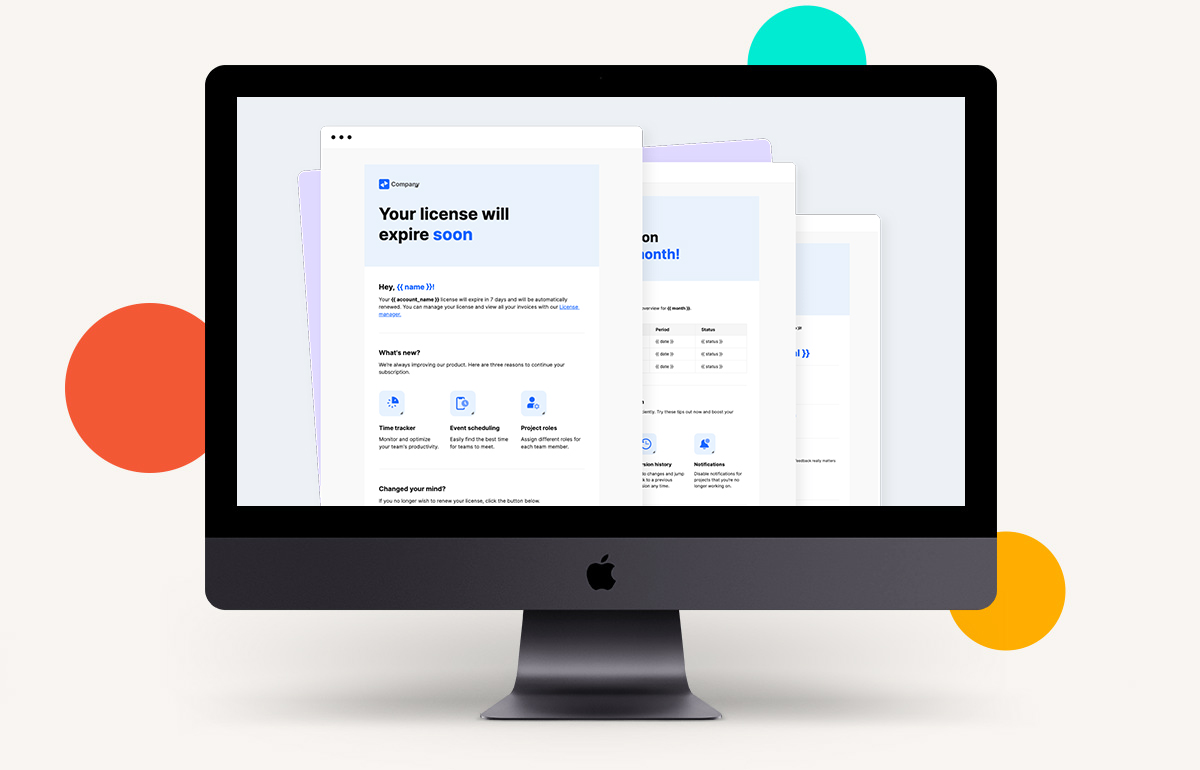 Company
Your license will
expire soon
Hey, {{ name }}!
Your {{ account_name }} license will expire in 7 days and will be automatically
renewed. You can manage your license and view all your invoices with our License
manager.
What's new?
We're always improving our product. Here are three reasons to continue your
subscription.
Time tracker
Monitor and optimize
your team's productivity.
Event scheduling
Easily find the best time
for teams to meet.
Project roles
Assign different roles for
each team member.
Changed your mind?
If you no longer wish to renew your license, click the button below.
on
onth!
overview for {{ month }}.
Period Status
{{ date }} {{ status }}
{{ date }} {{ status }}
{{ date }} {{ status }}
iently. Try these tips out now and boost your
sion history
o changes and jump
k to a previous
sion any time.
Notifications
Disable notifications for
projects that you're no
longer working on.
l }}
feedback really matters